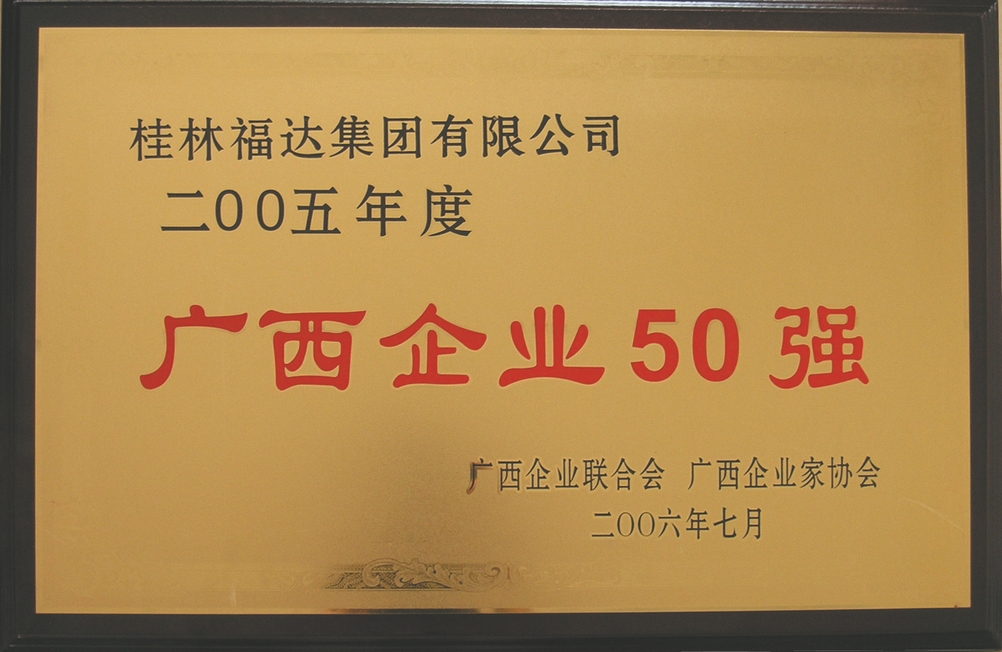 桂林福达集团有限公司
二00五年度
广西企业50强
广西企业联合会 广西企业家协会
二00六年七月